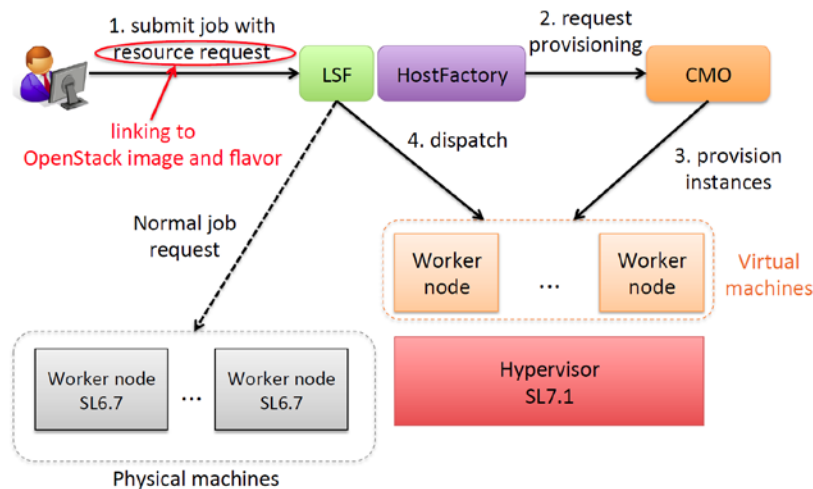 1. submit job with
resource request
2. request
provisioning
LSF
HostFactory
CMO
linking to
OpenStack image and flavor
4. dispatch
3. provision
instances
Normal job
request
Worker
node
...
Worker
node
Virtual
machines
Worker node
SL6.7
...
Worker node
SL6.7
Hypervisor
SL7.1
Physical machines